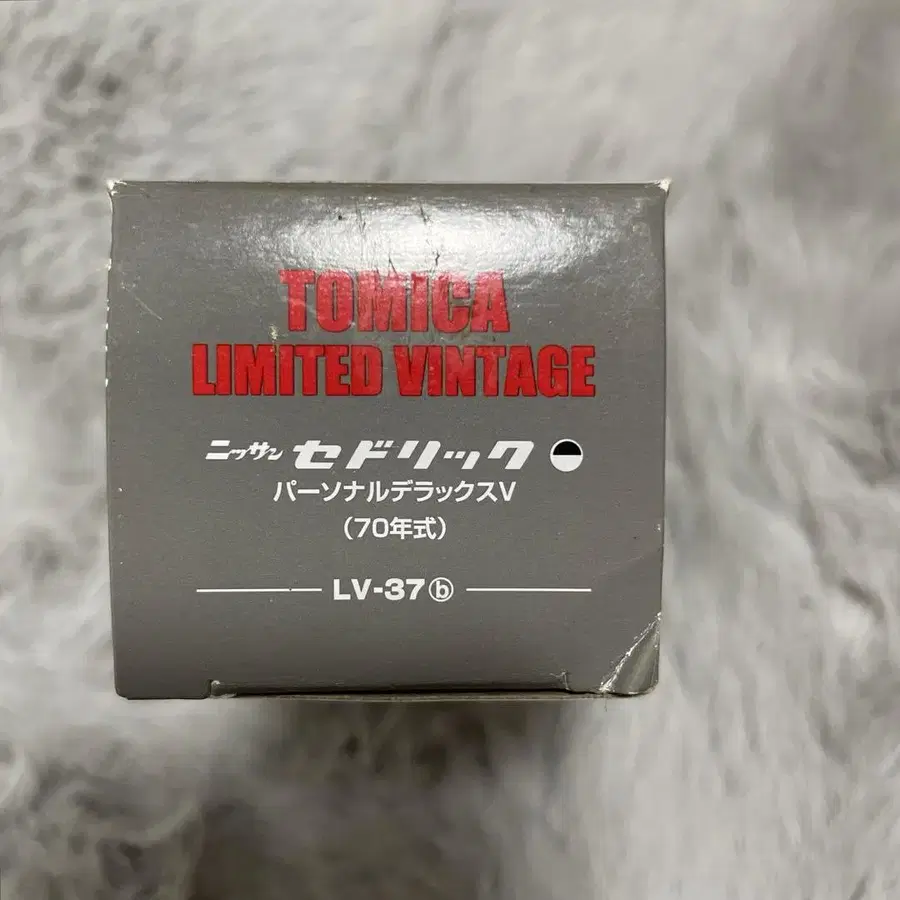 TOMICA
LIMITED VINTAGE
ニッサン セドリック
パーソナルデラックスV
(70年式)
LV-37ⓑ